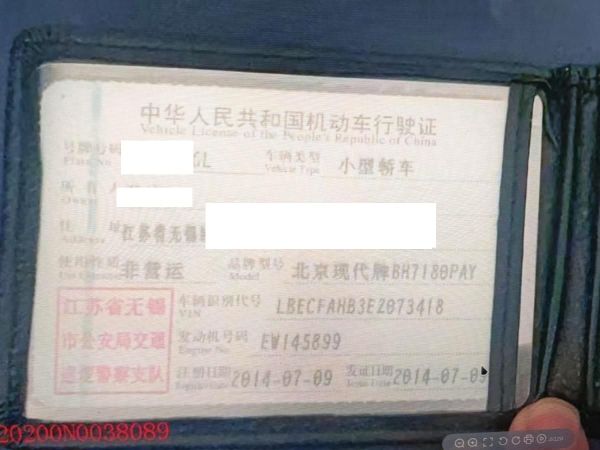 中华人民共和国机动车行驶证
Vehicle License of the People's Republic of China
号牌号码 GL 车辆类型 小型轿车
Plate No. Vehicle Type
所有人
Owner
住址 江苏省无锡
Address
使用性质 非营运 品牌型号 北京现代牌BH7180PAY
Use Character Model
江苏省无锡
市公安局交通
巡逻警察支队
车辆识别代号 LBECFAHB3EZ073418
VIN
发动机号码 EW145899
Engine No.
注册日期 2014-07-09 发证日期 2014-07-09
Register Date Issue Date
20200N0038089